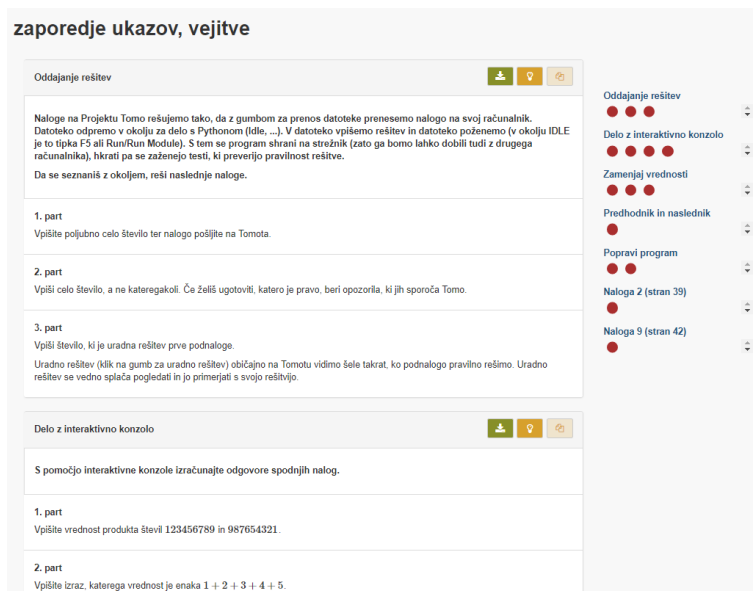 zaporedje ukazov, vejitve
Oddajanje rešitev
Naloge na Projektu Tomo rešujemo tako, da z gumbom za prenos datoteke prenesemo nalogo na svoj računalnik.
Datoteko odpremo v okolju za delo s Pythonom (Idle, ...). V datoteko vpišemo rešitev in datoteko poženemo (v okolju IDLE
je to tipka F5 ali Run/Run Module). S tem se program shrani na strežnik (zato ga bomo lahko dobili tudi z drugega
računalnika), hkrati pa se zaženejo testi, ki preverijo pravilnost rešitve.
Da se seznaniš z okoljem, reši naslednje naloge.
1. part
Vpišite poljubno celo število ter nalogo pošljite na Tomota.
2. part
Vpiši celo število, a ne kateregakoli. Če želiš ugotoviti, katero je pravo, beri opozorila, ki jih sporoča Tomo.
3. part
Vpiši število, ki je uradna rešitev prve podnaloge.
Uradno rešitev (klik na gumb za uradno rešitev) običajno na Tomotu vidimo šele takrat, ko podnalogo pravilno rešimo. Uradno
rešitev se vedno splača pogledati in jo primerjati s svojo rešitvijo.
Delo z interaktivno konzolo
S pomočjo interaktivne konzole izračunajte odgovore spodnjih nalog.
1. part
Vpišite vrednost produkta števil 123456789 in 987654321.
2. part
Vpišite izraz, katerega vrednost je enaka 1 + 2 + 3 + 4 + 5.
Oddajanje rešitev
Delo z interaktivno konzolo
Zamenjaj vrednosti
Predhodnik in naslednik
Popravi program
Naloga 2 (stran 39)
Naloga 9 (stran 42)